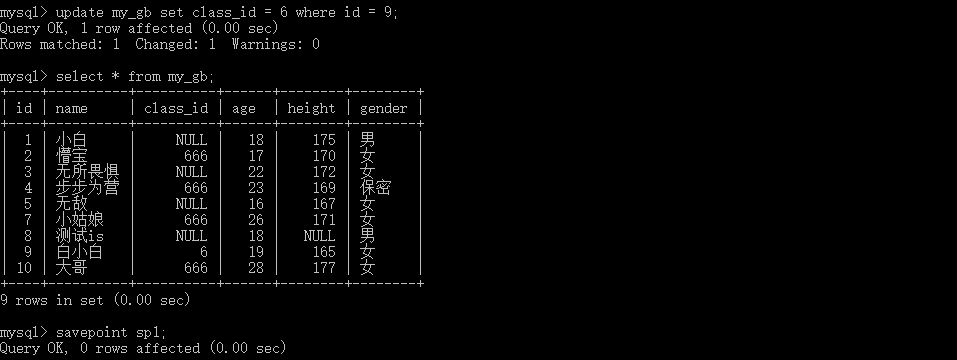 mysql> update my_gb set class_id = 6 where id = 9;
Query OK, 1 row affected (0.00 sec)
Rows matched: 1  Changed: 1  Warnings: 0
mysql> select * from my_gb;
+----+----------+----------+------+--------+--------+
| id | name     | class_id | age  | height | gender |
+----+----------+----------+------+--------+--------+
|  1 | 小白     |     NULL |   18 |    175 | 男     |
|  2 | 懵宝     |      666 |   17 |    170 | 女     |
|  3 | 无所畏惧 |     NULL |   22 |    172 | 女     |
|  4 | 步步为营 |      666 |   23 |    169 | 保密   |
|  5 | 无敌     |     NULL |   16 |    167 | 女     |
|  7 | 小姑娘   |      666 |   26 |    171 | 女     |
|  8 | 测试is   |     NULL |   18 |   NULL | 男     |
|  9 | 白小白   |        6 |   19 |    165 | 女     |
| 10 | 大哥     |      666 |   28 |    177 | 女     |
+----+----------+----------+------+--------+--------+
9 rows in set (0.00 sec)
mysql> savepoint sp1;
Query OK, 0 rows affected (0.00 sec)